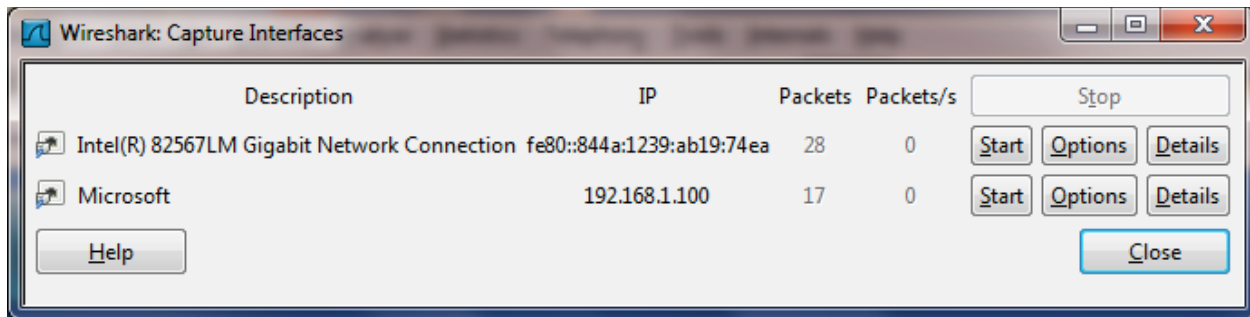 Wireshark: Capture Interfaces
Description IP Packets Packets/s Stop
Intel(R) 82567LM Gigabit Network Connection fe80::844a:1239:ab19:74ea 28 0 Start Options Details
Microsoft 192.168.1.100 17 0 Start Options Details
Help Close